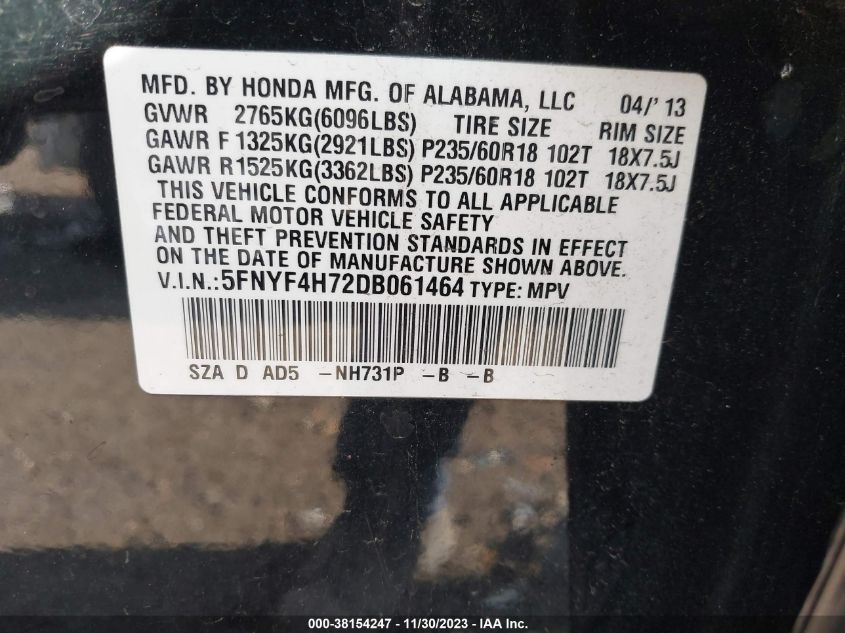 MFD. BY HONDA MFG. OF ALABAMA, LLC 04/' 13
GVWR 2765KG(6096LBS) TIRE SIZE RIM SIZE
GAWR F 1325KG(2921LBS) P235/60R18 102T 18X7.5J
GAWR R1525KG(3362LBS) P235/60R18 102T 18X7.5J
THIS VEHICLE CONFORMS TO ALL APPLICABLE
FEDERAL MOTOR VEHICLE SAFETY
AND THEFT PREVENTION STANDARDS IN EFFECT
ON THE DATE OF MANUFACTURE SHOWN ABOVE.
V.I.N.:5FNYF4H72DB061464 TYPE: MPV
SZA D AD5 -NH731P -B -B
000-38154247 - 11/30/2023 - IAA Inc.